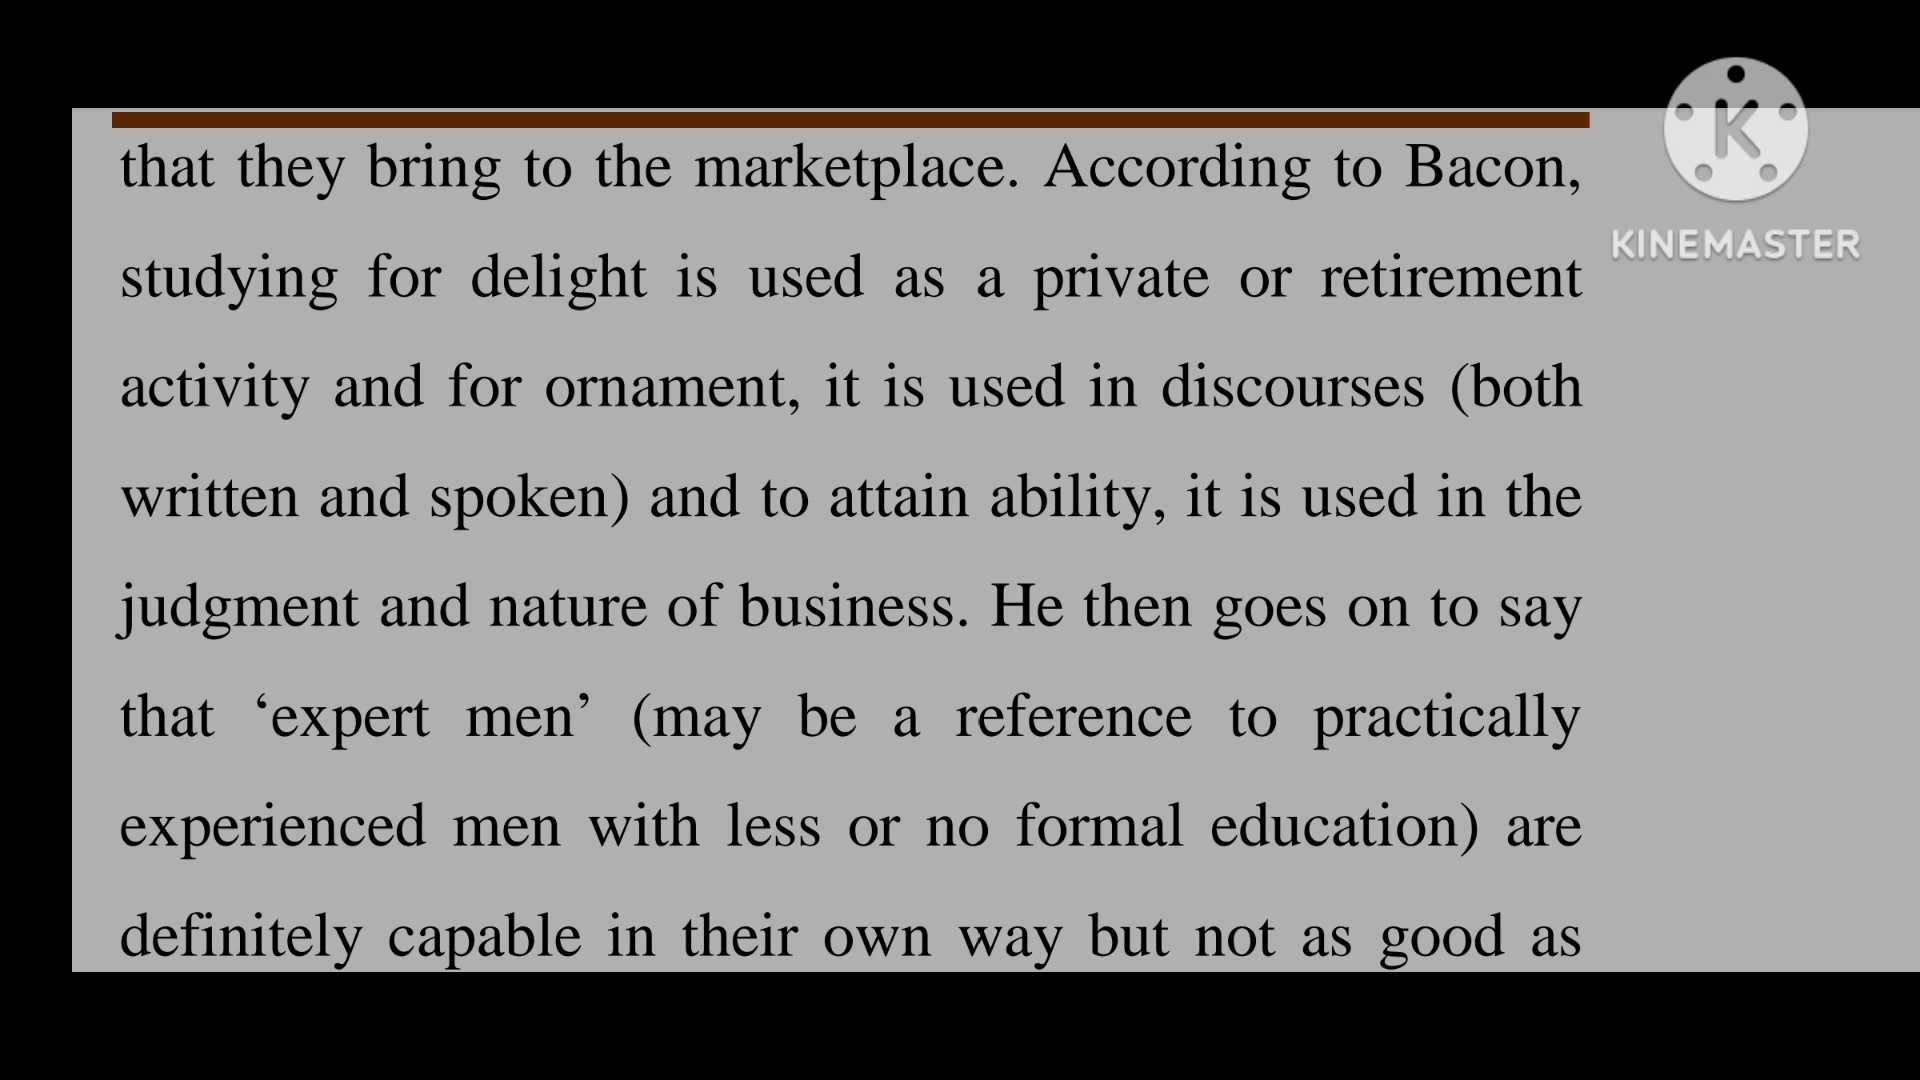 that they bring to the marketplace. According to Bacon,
studying for delight is used as a private or retirement
activity and for ornament, it is used in discourses (both
written and spoken) and to attain ability, it is used in the
judgment and nature of business. He then goes on to say
that ‘expert men’ (may be a reference to practically
experienced men with less or no formal education) are
definitely capable in their own way but not as good as
K
KINEMASTER